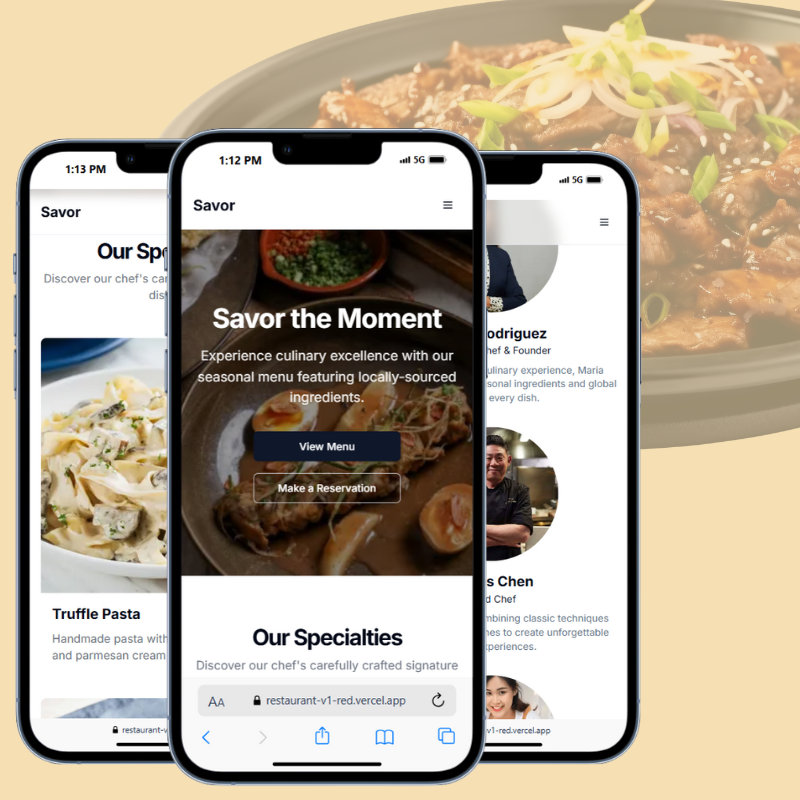 1:13 PM
Savor
Our Spe
Discover our chef's car
dist
Truffle Pasta
Handmade pasta with
and parmesan cream
restaurant-v
1:12 PM
5G
Savor
Savor the Moment
Experience culinary excellence with our
seasonal menu featuring locally-sourced
ingredients.
View Menu
Make a Reservation
Our Specialties
Discover our chef's carefully crafted signature
AA
restaurant-v1-red.vercel.app
5G
odriguez
hef & Founder
ulinary experience, Maria
sonal ingredients and global
every dish.
s Chen
d Chef
mbining classic techniques
hes to create unforgettable
periences.
v1-red.vercel.app